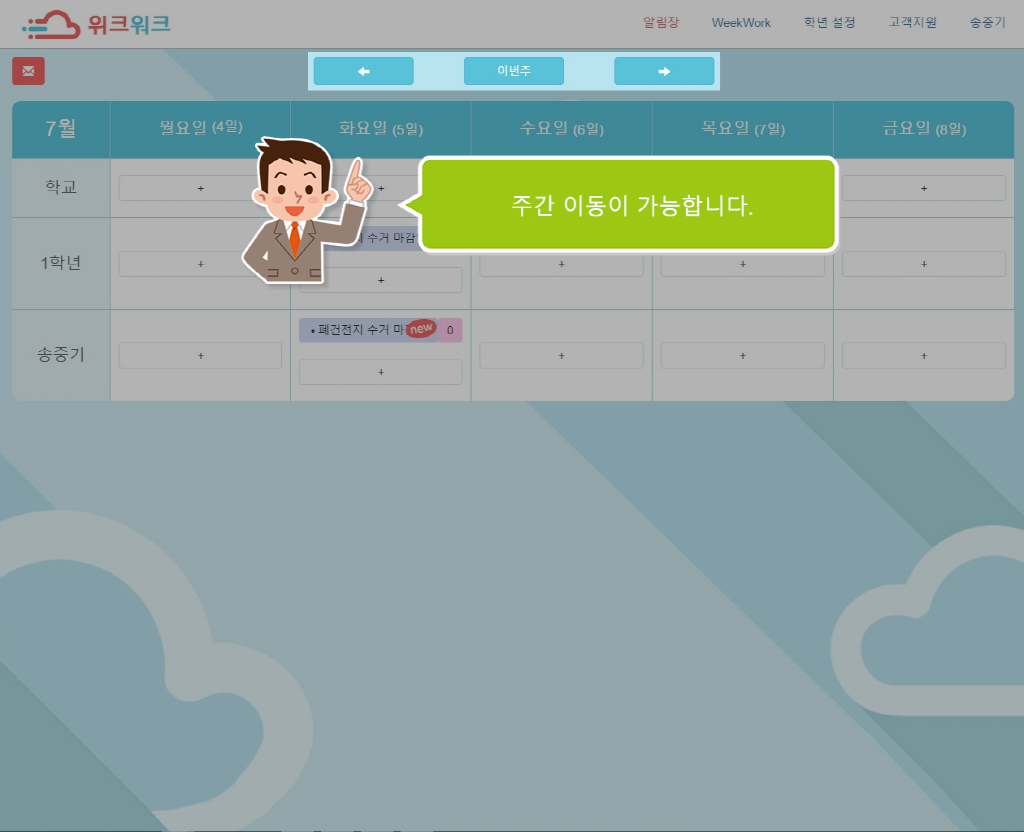 위크워크
알림장 WeekWork 학년 설정 고객지원 송중기
이번주
7월 월요일 (4일) 화요일 (5일) 수요일 (6일) 목요일 (7일) 금요일 (8일)
학교 + + +
주간 이동이 가능합니다.
지 수거 마감
1학년 + + + + +
• 폐건전지 수거 마 new 0
송중기 + + + + +